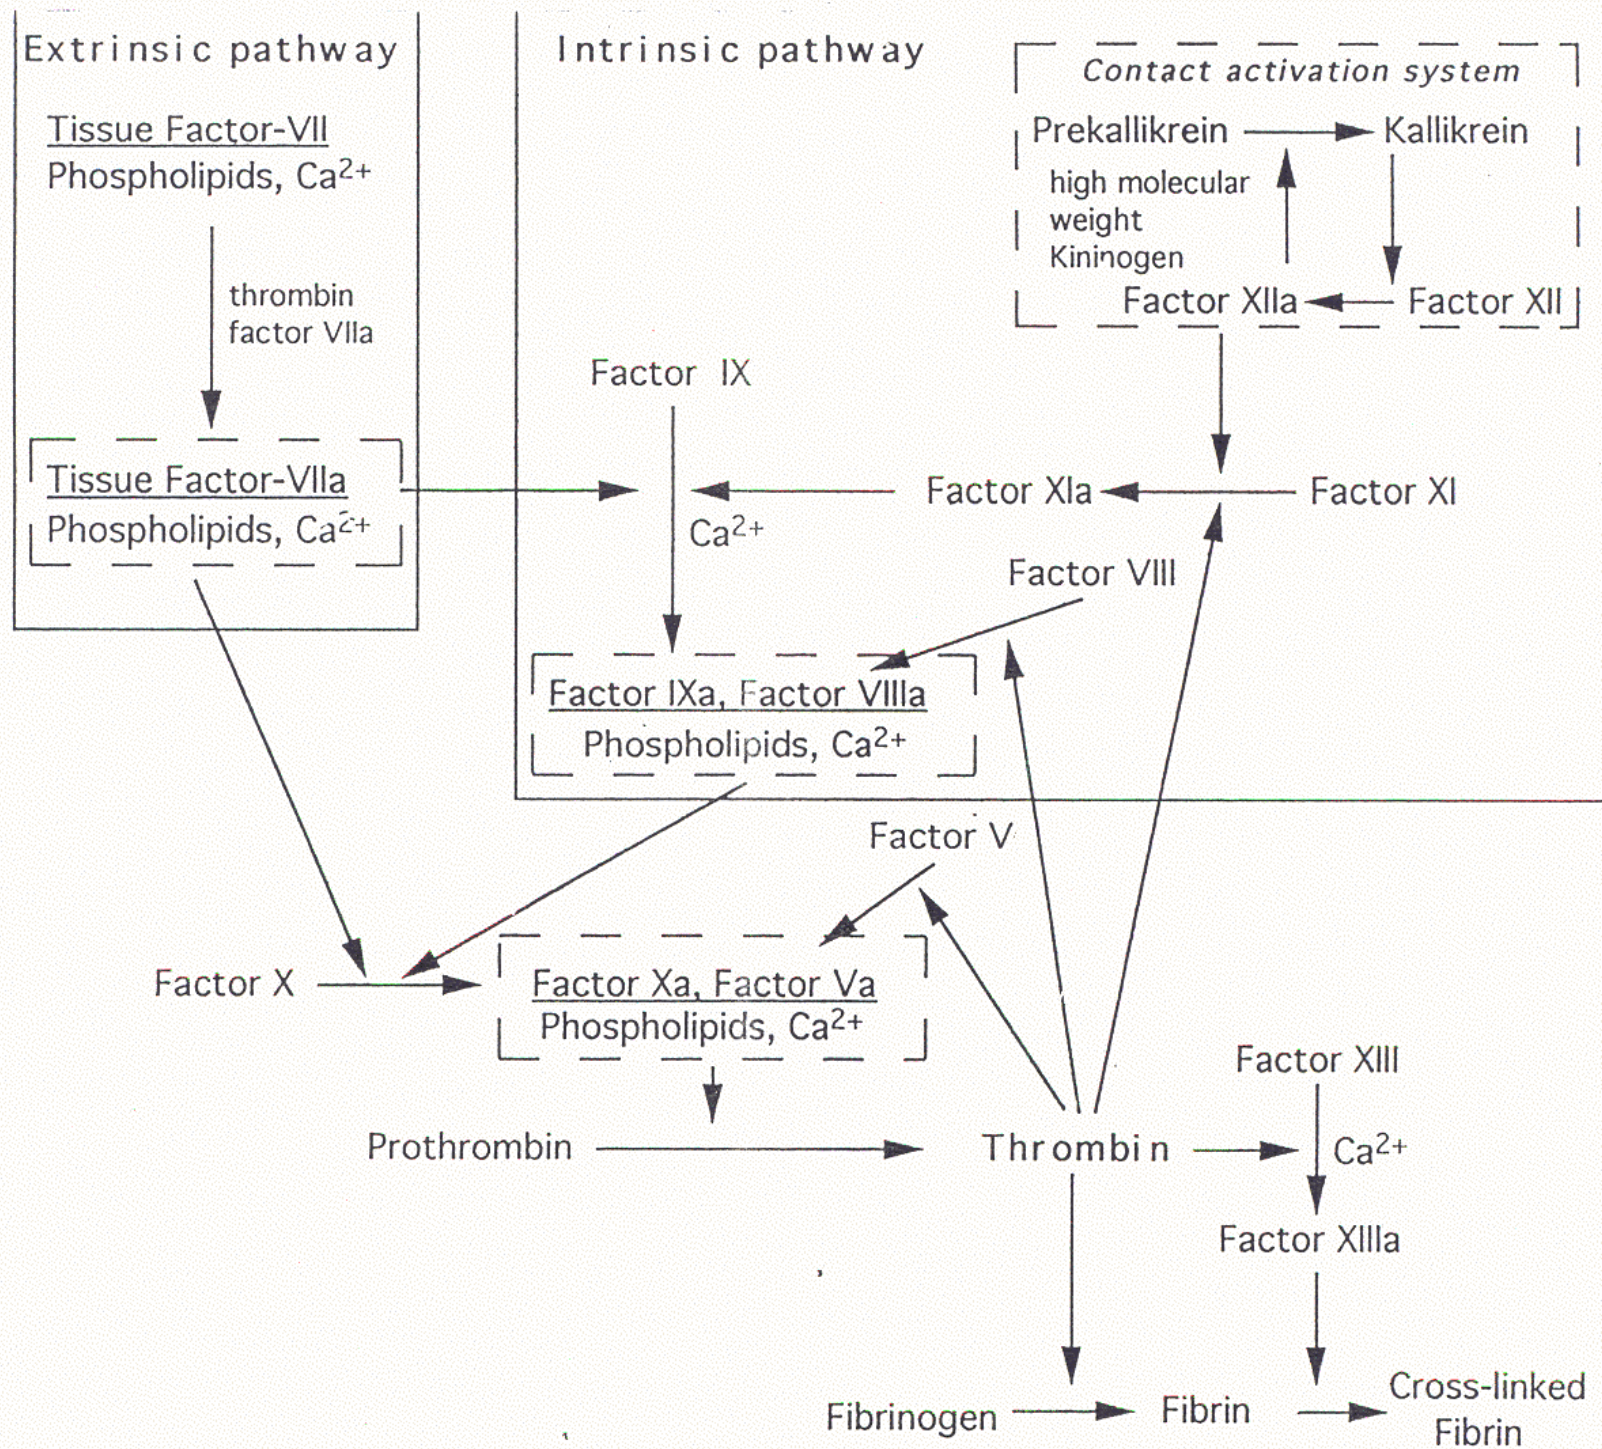 Extrinsic pathway
Tissue Factor-VII
Phospholipids, Ca2+
thrombin
factor VIIa
Tissue Factor-VIIa
Phospholipids, Ca2+
Intrinsic pathway
Contact activation system
Prekallikrein
Kallikrein
high molecular
weight
Kininogen
Factor XIIa
Factor XII
Factor IX
Factor XIa
Factor XI
Ca2+
Factor VIII
Factor IXa, Factor VIIIa
Phospholipids, Ca2+
Factor V
Factor X
Factor Xa, Factor Va
Phospholipids, Ca2+
Factor XIII
Prothrombin
Thrombin
Ca2+
Factor XIIIa
Fibrinogen
Fibrin
Cross-linked
Fibrin